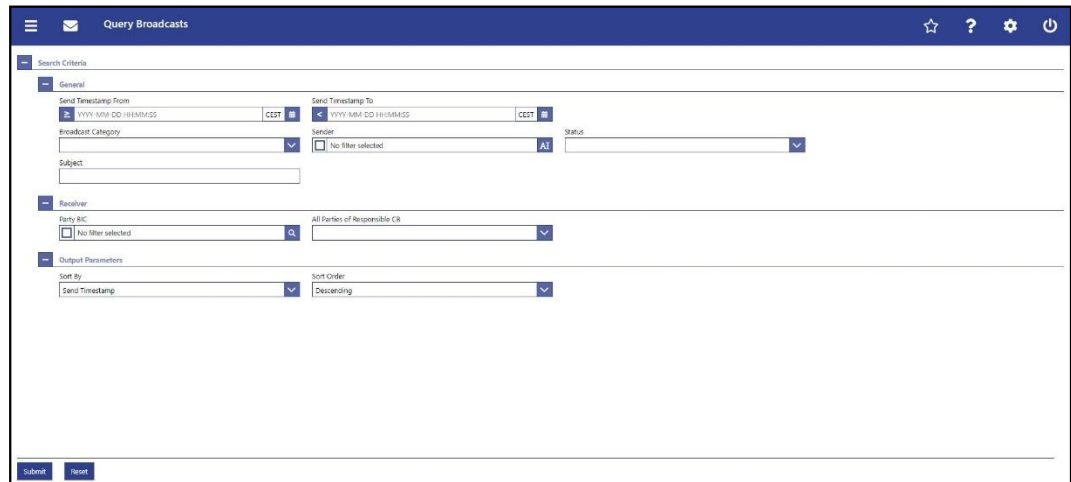 Query Broadcasts
?
Search Criteria
General
Send Timestamp From Send Timestamp To
≥ YYYY-MM-DD HH:MM:SS CEST < YYYY-MM-DD HH:MM:SS CEST
Broadcast Category Sender Status
No filter selected AI
Subject
Receiver
Party BIC All Parties of Responsible CB
No filter selected
Output Parameters
Sort By Sort Order
Send Timestamp Descending
Submit Reset